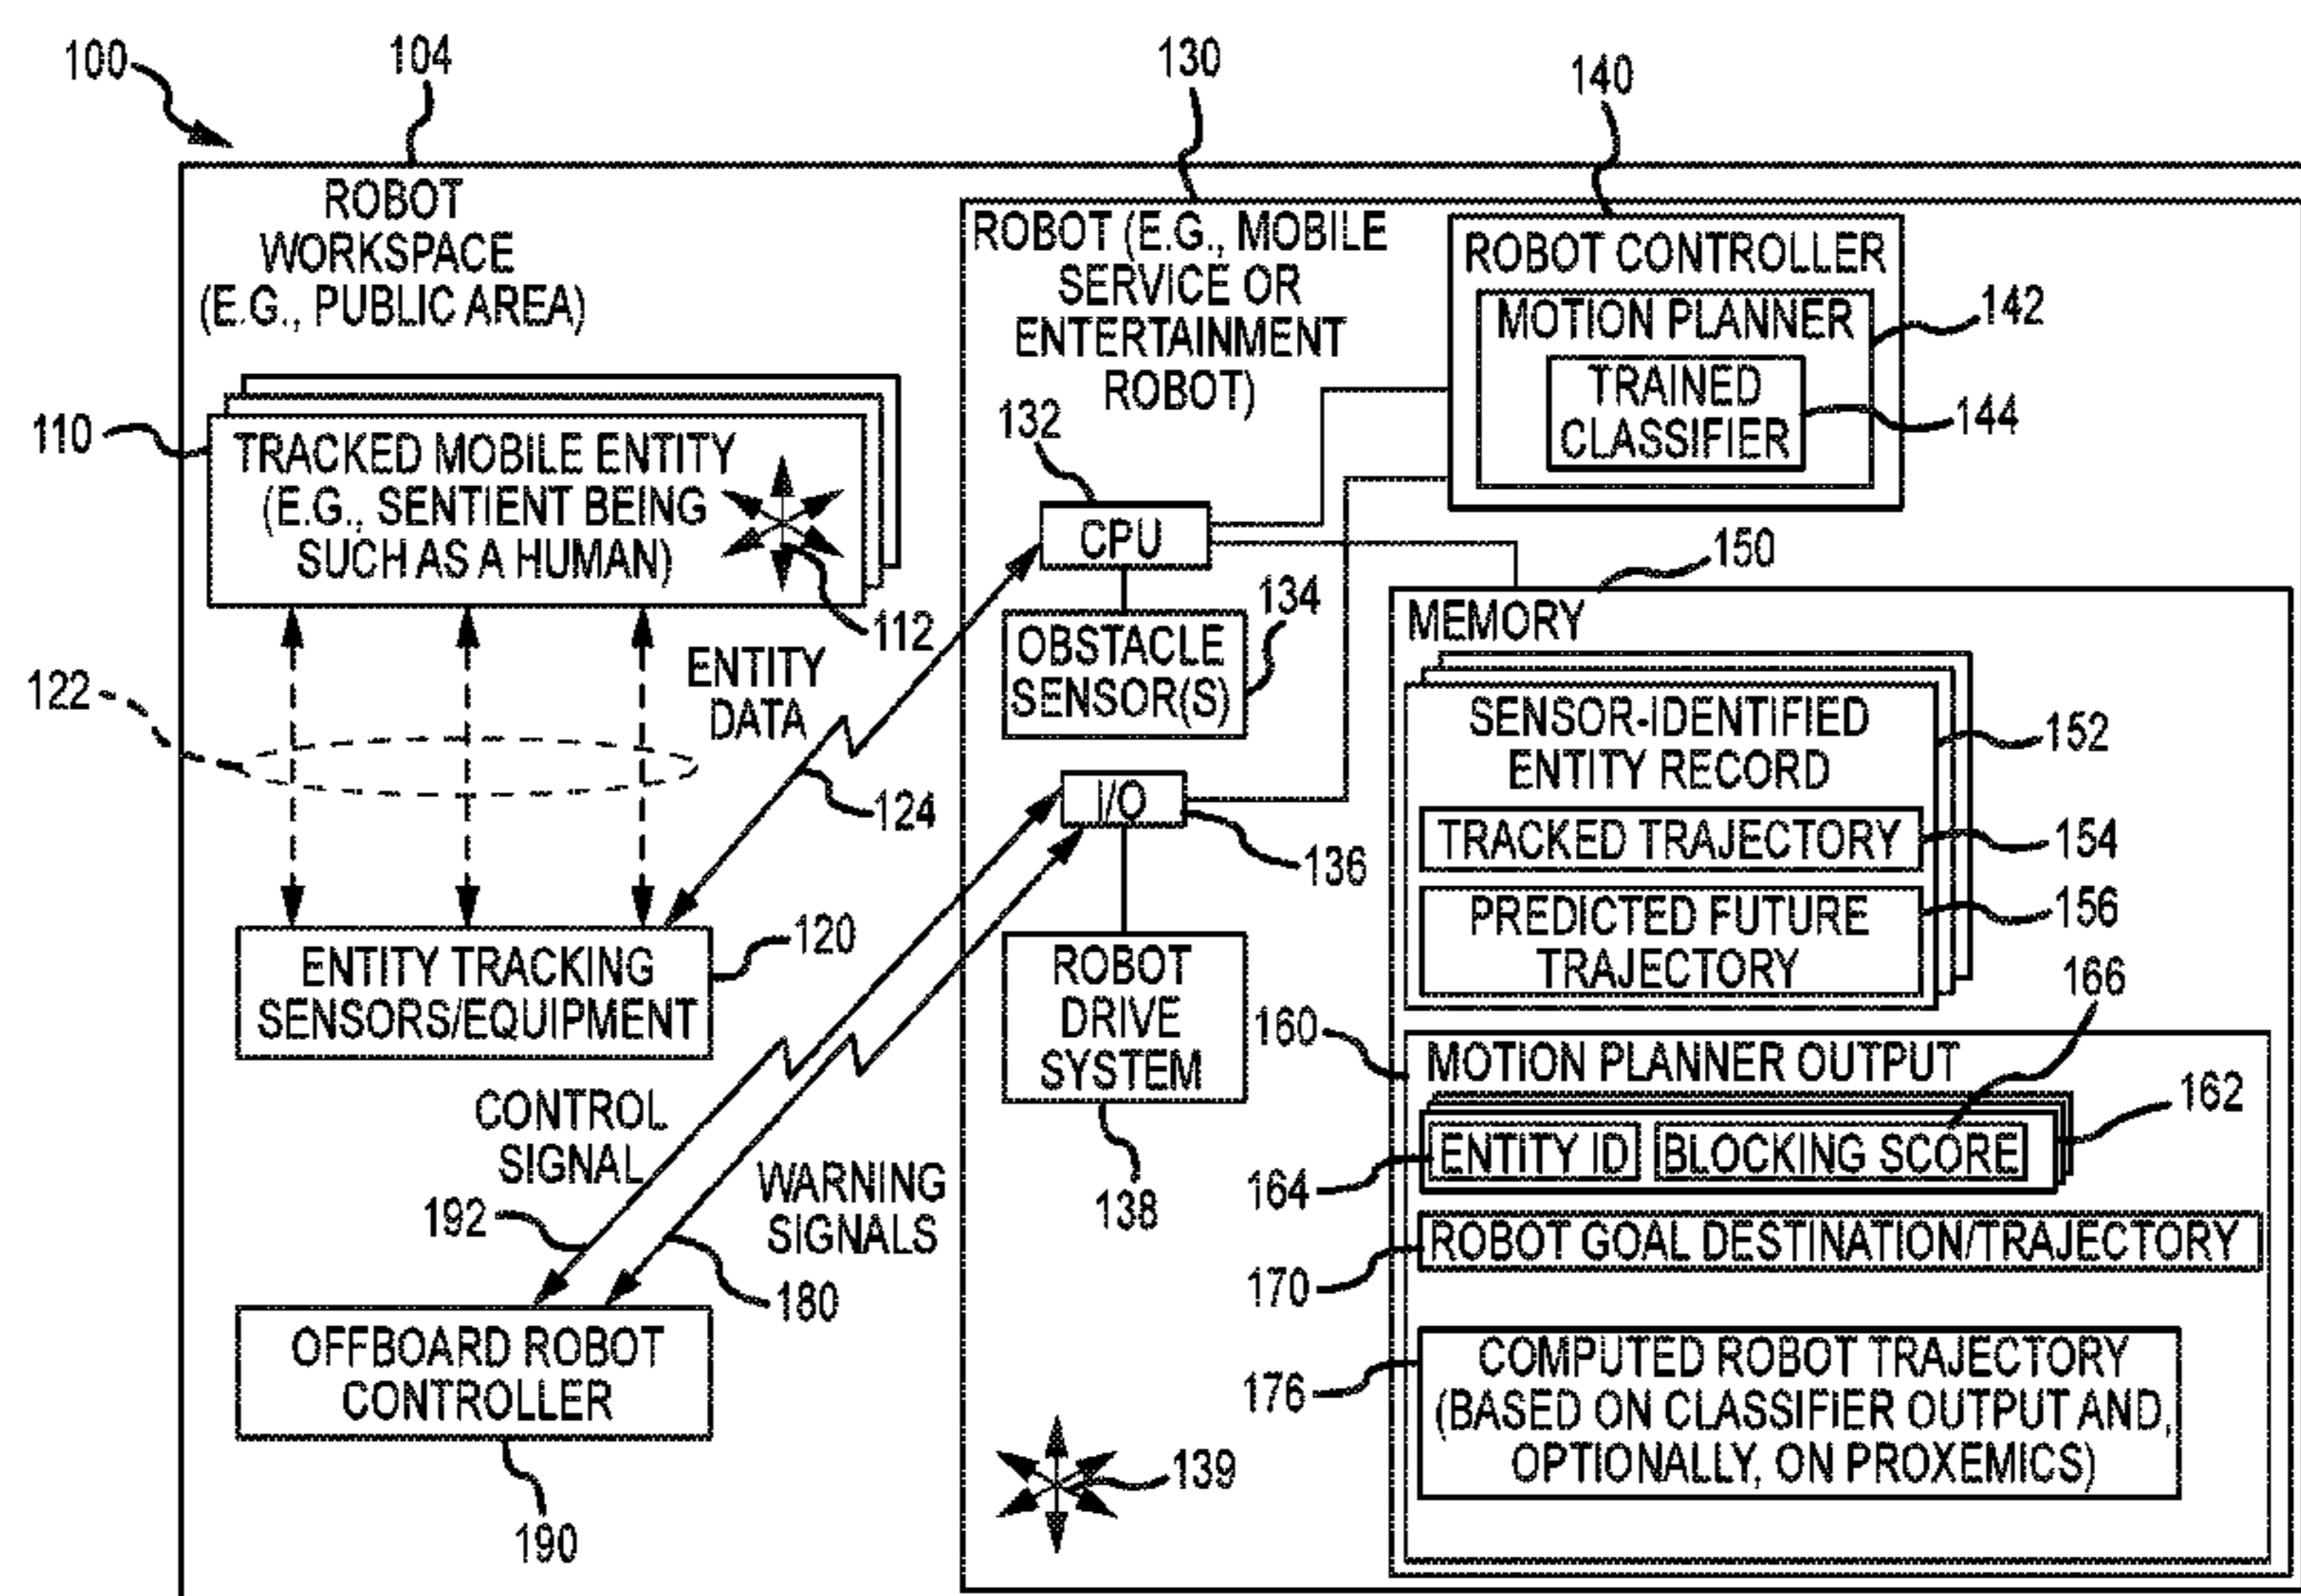 100
104
130
140
ROBOT
WORKSPACE
(E.G., PUBLIC AREA)
110
TRACKED MOBILE ENTITY
(E.G., SENTIENT BEING
SUCH AS A HUMAN)
112
122
ENTITY
DATA
124
ENTITY TRACKING
SENSORS/EQUIPMENT
120
CONTROL
SIGNAL
192
WARNING
SIGNALS
180
OFFBOARD ROBOT
CONTROLLER
190
ROBOT (E.G., MOBILE
SERVICE OR
ENTERTAINMENT
ROBOT)
132
CPU
134
OBSTACLE
SENSOR(S)
I/O
136
ROBOT
DRIVE
SYSTEM
138
139
ROBOT CONTROLLER
MOTION PLANNER
142
TRAINED
CLASSIFIER
144
150
MEMORY
SENSOR-IDENTIFIED
ENTITY RECORD
152
TRACKED TRAJECTORY
154
PREDICTED FUTURE
TRAJECTORY
156
166
160
MOTION PLANNER OUTPUT
162
164
ENTITY ID
BLOCKING SCORE
ROBOT GOAL DESTINATION/TRAJECTORY
170
COMPUTED ROBOT TRAJECTORY
(BASED ON CLASSIFIER OUTPUT AND,
OPTIONALLY, ON PROXEMICS)
176